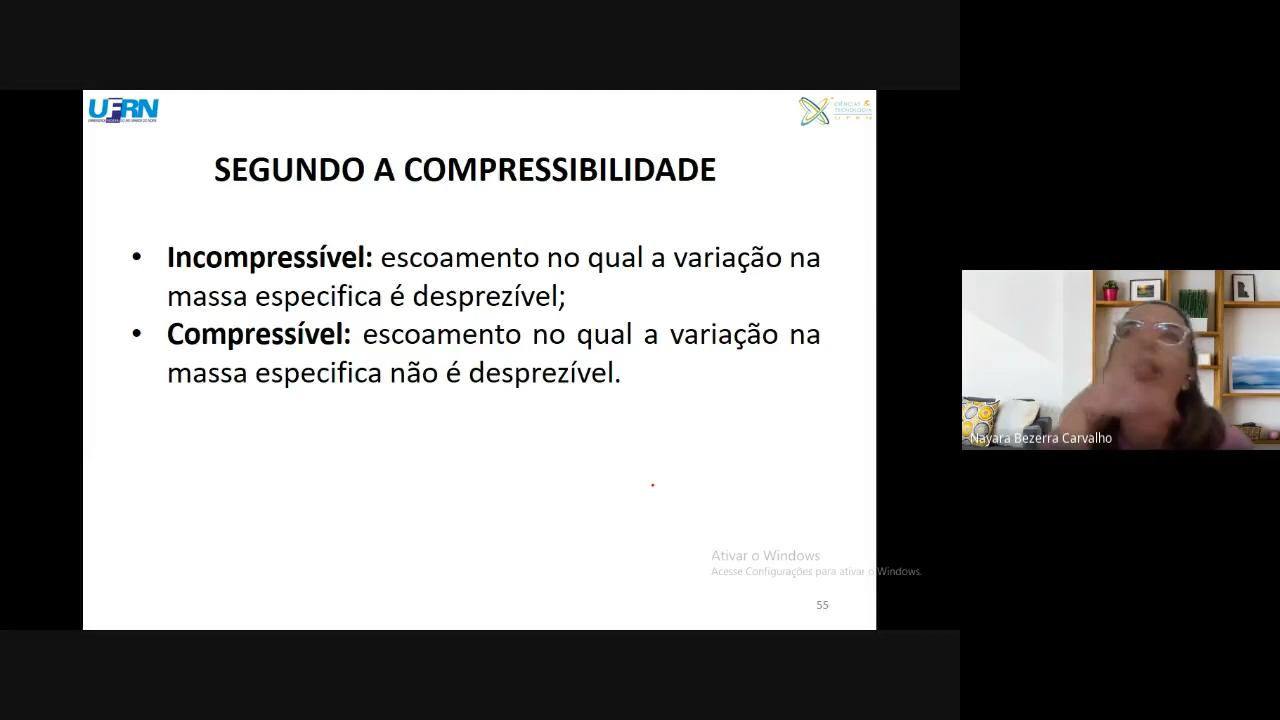 UFRN
CIÊNCIAS &
TECNOLOGIA
UFRN
SEGUNDO A COMPRESSIBILIDADE
• Incompressível: escoamento no qual a variação na
massa especifica é desprezível;
• Compressível: escoamento no qual a variação na
massa especifica não é desprezível.
Nayara Bezerra Carvalho
Ativar o Windows
Acesse Configurações para ativar o Windows.
55